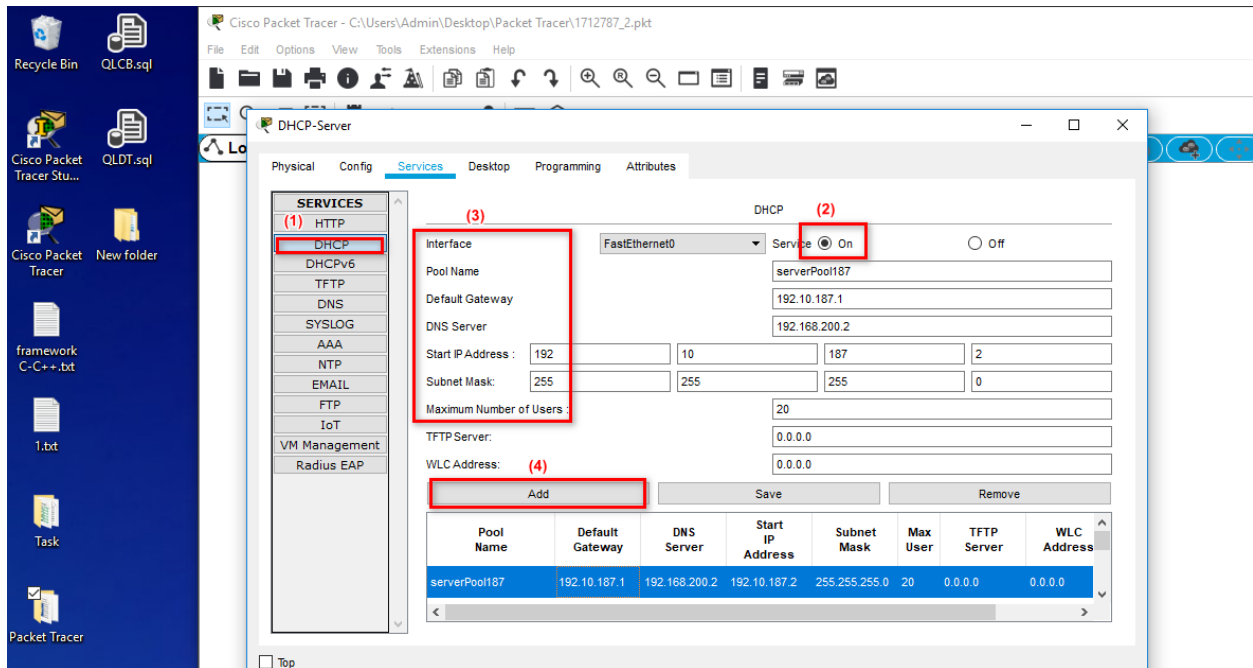 Recycle Bin
QLCB.sql
Cisco Packet Tracer Stu...
QLDT.sql
Cisco Packet Tracer
New folder
framework C-C++.txt
1.txt
Task
Packet Tracer
Cisco Packet Tracer - C:\Users\Admin\Desktop\Packet Tracer\1712787_2.pkt
File Edit Options View Tools Extensions Help
Lo
DHCP-Server
Physical Config Services Desktop Programming Attributes
SERVICES
(1) HTTP
DHCP
DHCPv6
TFTP
DNS
SYSLOG
AAA
NTP
EMAIL
FTP
IoT
VM Management
Radius EAP
(3)
DHCP (2)
Interface FastEthernet0 Service On Off
Pool Name serverPool187
Default Gateway 192.10.187.1
DNS Server 192.168.200.2
Start IP Address : 192 10 187 2
Subnet Mask: 255 255 255 0
Maximum Number of Users : 20
TFTP Server: 0.0.0.0
WLC Address: 0.0.0.0
(4)
Add Save Remove
Pool Name Default Gateway DNS Server Start IP Address Subnet Mask Max User TFTP Server WLC Address
serverPool187 192.10.187.1 192.168.200.2 192.10.187.2 255.255.255.0 20 0.0.0.0 0.0.0.0
Top